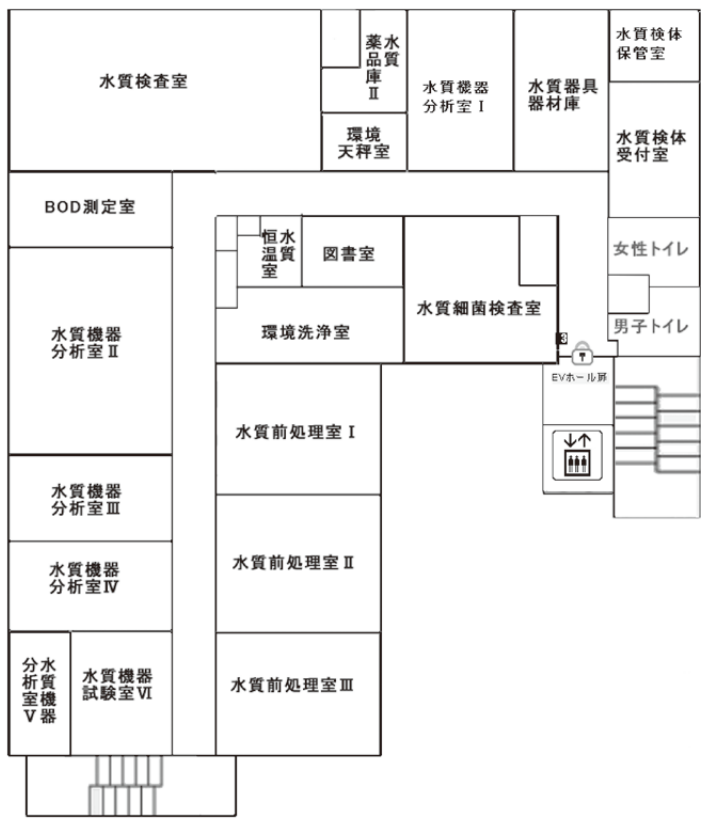 水質検査室
水質
薬品庫Ⅱ
環境
天秤室
水質機器
分析室Ⅰ
水質器具
器材庫
水質検体
保管室
水質検体
受付室
女性トイレ
男子トイレ
BOD測定室
水質
恒温室
図書室
環境洗浄室
水質細菌検査室
EVホール扉
水質機器
分析室Ⅱ
水質前処理室Ⅰ
水質機器
分析室Ⅲ
水質前処理室Ⅱ
水質機器
分析室Ⅳ
水質機器
分析室Ⅴ
水質機器
試験室Ⅵ
水質前処理室Ⅲ